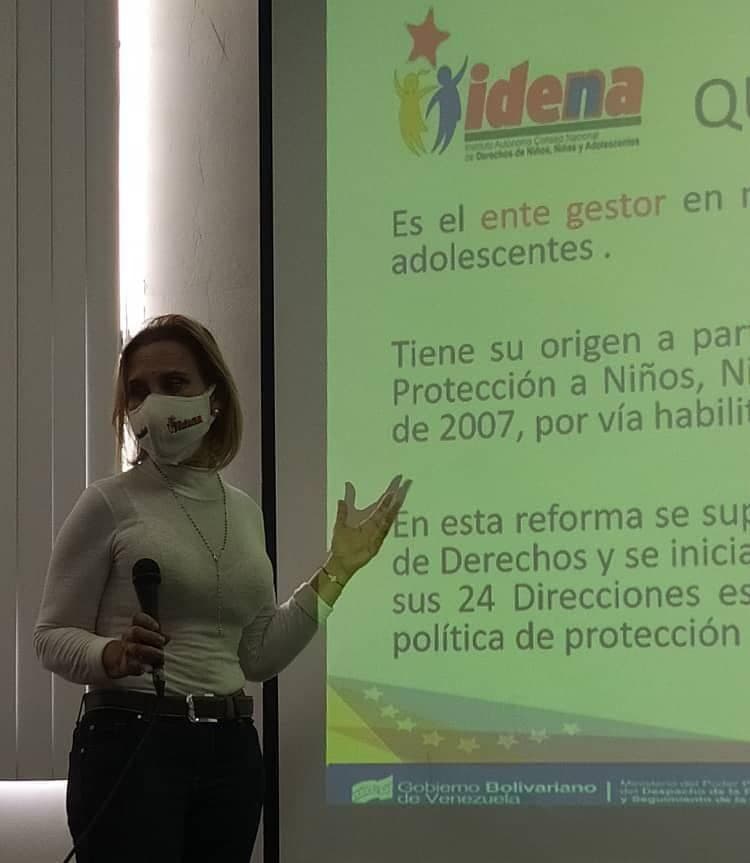 idena
Instituto Autónomo Consejo Nacional
de Derechos de Niños, Niñas y Adolescentes
QU
Es el ente gestor en
adolescentes .
Tiene su origen a par
Protección a Niños, Ni
de 2007, por vía habilit
En esta reforma se sup
de Derechos y se inicia
sus 24 Direcciones es
política de protección
Gobierno Bolivariano
de Venezuela
Ministerio del Poder P
del Despacho de la P
y Seguimiento de la
idena